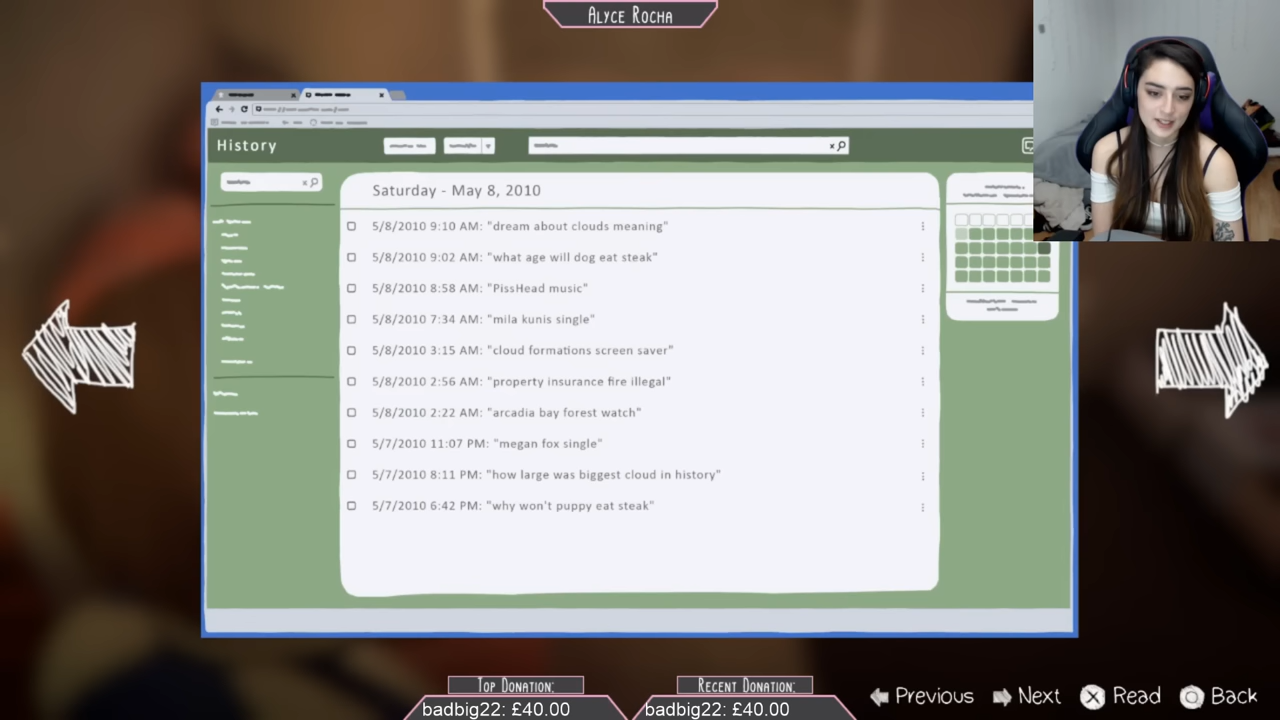 Alyce Rocha
History
Saturday - May 8, 2010
5/8/2010 9:10 AM: "dream about clouds meaning"
5/8/2010 9:02 AM: "what age will dog eat steak"
5/8/2010 8:58 AM: "PissHead music"
5/8/2010 7:34 AM: "mila kunis single"
5/8/2010 3:15 AM: "cloud formations screen saver"
5/8/2010 2:56 AM: "property insurance fire illegal"
5/8/2010 2:22 AM: "arcadia bay forest watch"
5/7/2010 11:07 PM: "megan fox single"
5/7/2010 8:11 PM: "how large was biggest cloud in history"
5/7/2010 6:42 PM: "why won't puppy eat steak"
Top Donation:
badbig22: £40.00
Recent Donation:
badbig22: £40.00
Previous Next Read Back